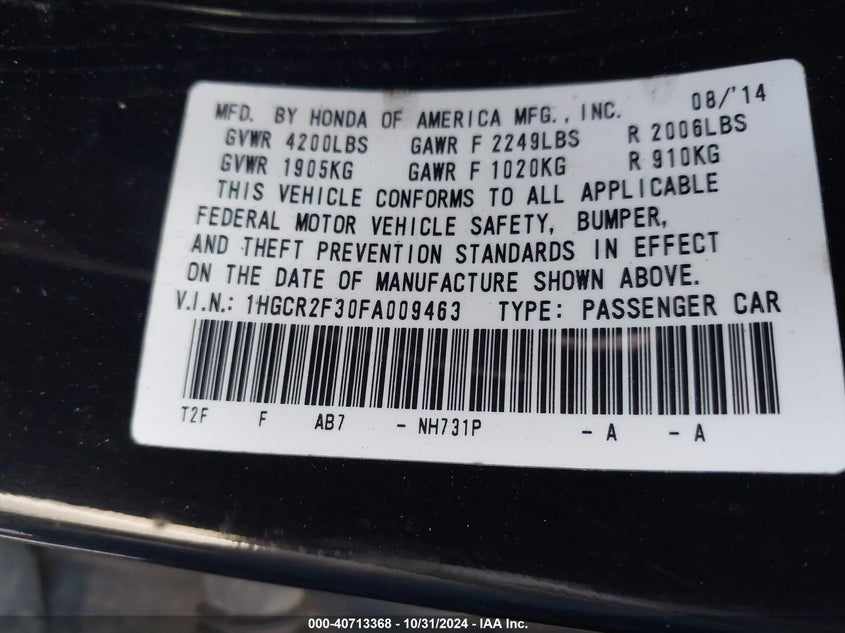 MFD. BY HONDA OF AMERICA MFG., INC. 08/'14
GVWR 4200LBS GAWR F 2249LBS R 2006LBS
GVWR 1905KG GAWR F 1020KG R 910KG
THIS VEHICLE CONFORMS TO ALL APPLICABLE
FEDERAL MOTOR VEHICLE SAFETY, BUMPER,
AND THEFT PREVENTION STANDARDS IN EFFECT
ON THE DATE OF MANUFACTURE SHOWN ABOVE.
V.I.N.: 1HGCR2F30FA009463 TYPE: PASSENGER CAR
T2F F AB7 - NH731P - A - A
000-40713368 - 10/31/2024 - IAA Inc.